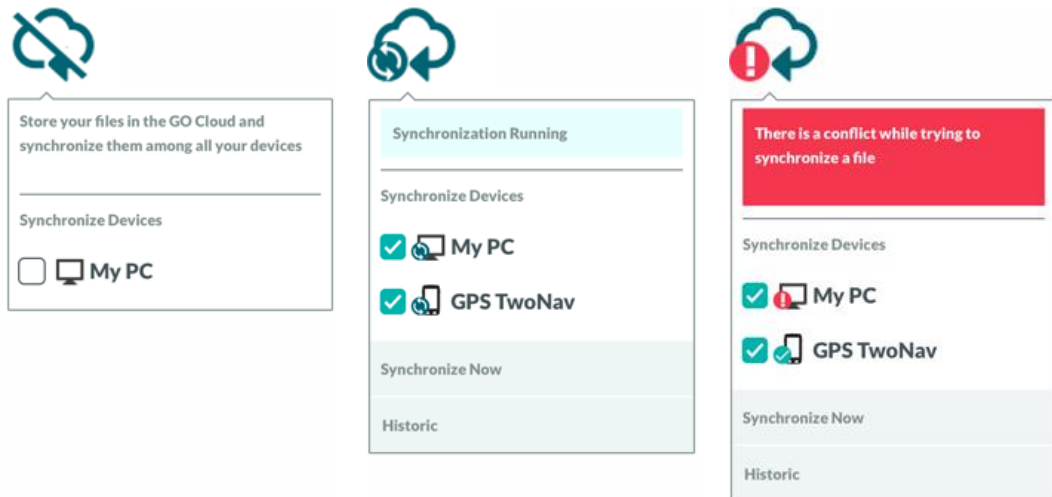 Store your files in the GO Cloud and
synchronize them among all your devices
Synchronize Devices
My PC
Synchronization Running
Synchronize Devices
My PC
GPS TwoNav
Synchronize Now
Historic
There is a conflict while trying to
synchronize a file
Synchronize Devices
My PC
GPS TwoNav
Synchronize Now
Historic